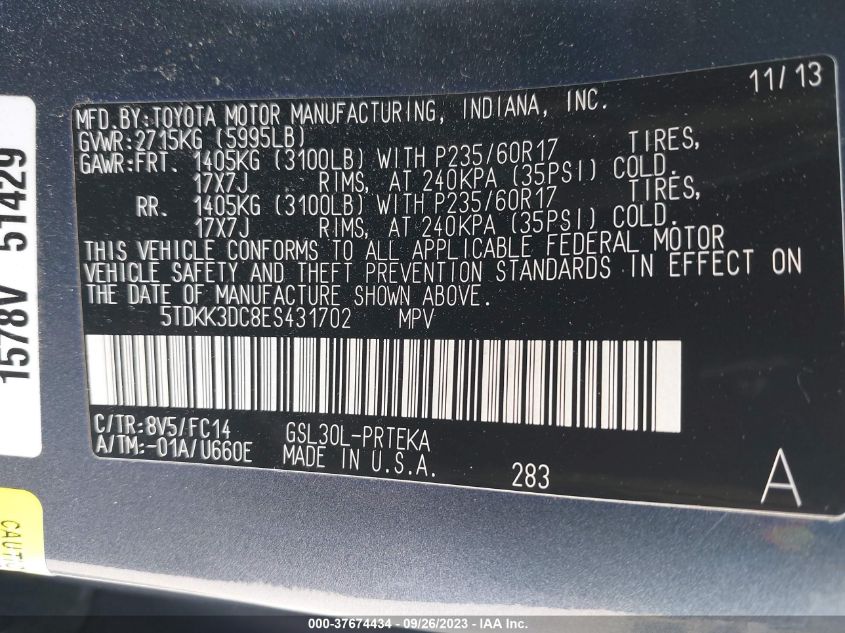 11/13
MFD.BY:TOYOTA MOTOR MANUFACTURING, INDIANA, INC.
GVWR:2715KG (5995LB)
GAWR:FRT. 1405KG (3100LB) WITH P235/60R17 TIRES,
17X7J RIMS, AT 240KPA (35PSI) COLD.
RR. 1405KG (3100LB) WITH P235/60R17 TIRES,
17X7J RIMS, AT 240KPA (35PSI) COLD.
THIS VEHICLE CONFORMS TO ALL APPLICABLE FEDERAL MOTOR
VEHICLE SAFETY AND THEFT PREVENTION STANDARDS IN EFFECT ON
THE DATE OF MANUFACTURE SHOWN ABOVE.
5TDKK3DC8ES431702 MPV
C/TR:8V5/FC14 GSL30L-PRTEKA
A/TM:-01A/U660E MADE IN U.S.A.
283
A
1578V 51429
000-37674434 - 09/26/2023 - IAA Inc.